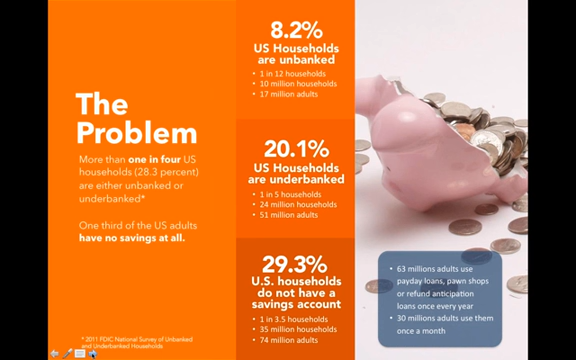 The
Problem
More than one in four US
households (28.3 percent)
are either unbanked or
underbanked*
One third of the US adults
have no savings at all.
* 2011 FDIC National Survey of Unbanked
and Underbanked Households
8.2%
US Households
are unbanked
• 1 in 12 households
• 10 million households
• 17 million adults
20.1%
US Households
are underbanked
• 1 in 5 households
• 24 million households
• 51 million adults
29.3%
U.S. households
do not have a
savings account
• 1 in 3.5 households
• 35 million households
• 74 million adults
• 63 millions adults use
payday loans, pawn shops
or refund anticipation
loans once every year
• 30 millions adults use them
once a month